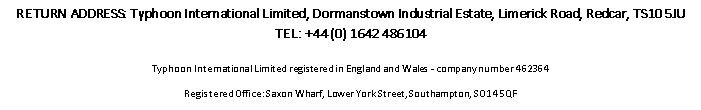 RETURN ADDRESS: Typhoon International Limited, Dormanstown Industrial Estate, Limerick Road, Redcar, TS10 5JU
TEL: +44 (0) 1642 486104
Typhoon International Limited registered in England and Wales - company number 462364
Registered Office: Saxon Wharf, Lower York Street, Southampton, SO14 5QF